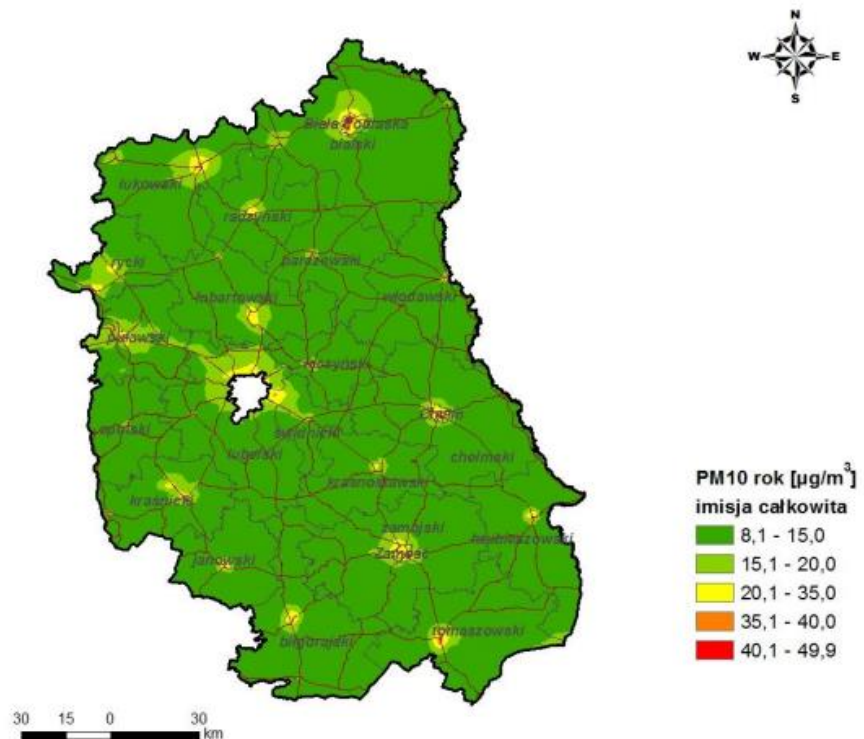 N
W E
S
Biała Podlaska
bialski
łukowski
radzyński
rycki
parczewski
lubartowski
włodawski
puławski
łęczyński
Chełm
opolski
świdnicki
lubelski
chełmski
krasnostawski
kraśnicki
zamojski
hrubieszowski
Zamość
janowski
tomaszowski
biłgorajski
PM10 rok [µg/m³]
imisja całkowita
8,1 - 15,0
15,1 - 20,0
20,1 - 35,0
35,1 - 40,0
40,1 - 49,9
30 15 0 30
km